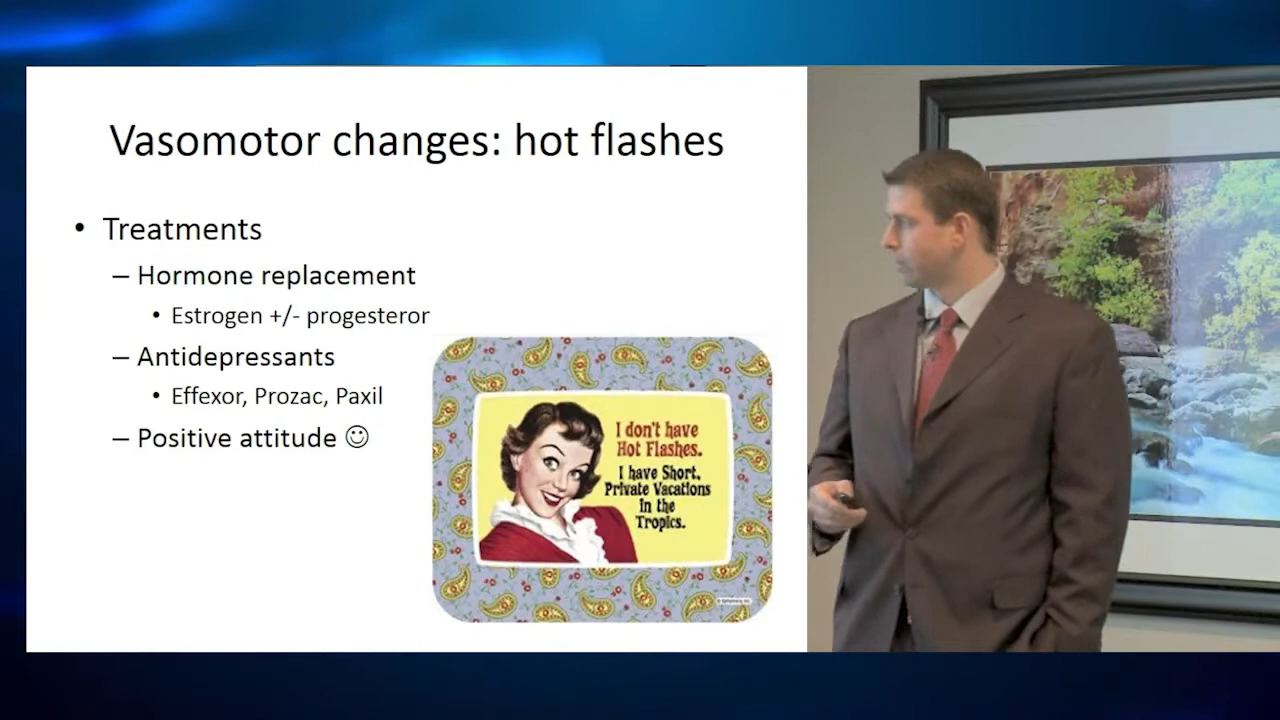 Vasomotor changes: hot flashes
• Treatments
– Hormone replacement
• Estrogen +/- progesteror
– Antidepressants
• Effexor, Prozac, Paxil
– Positive attitude ☺
I don't have
Hot Flashes.
I have Short,
Private Vacations
in the
Tropics.